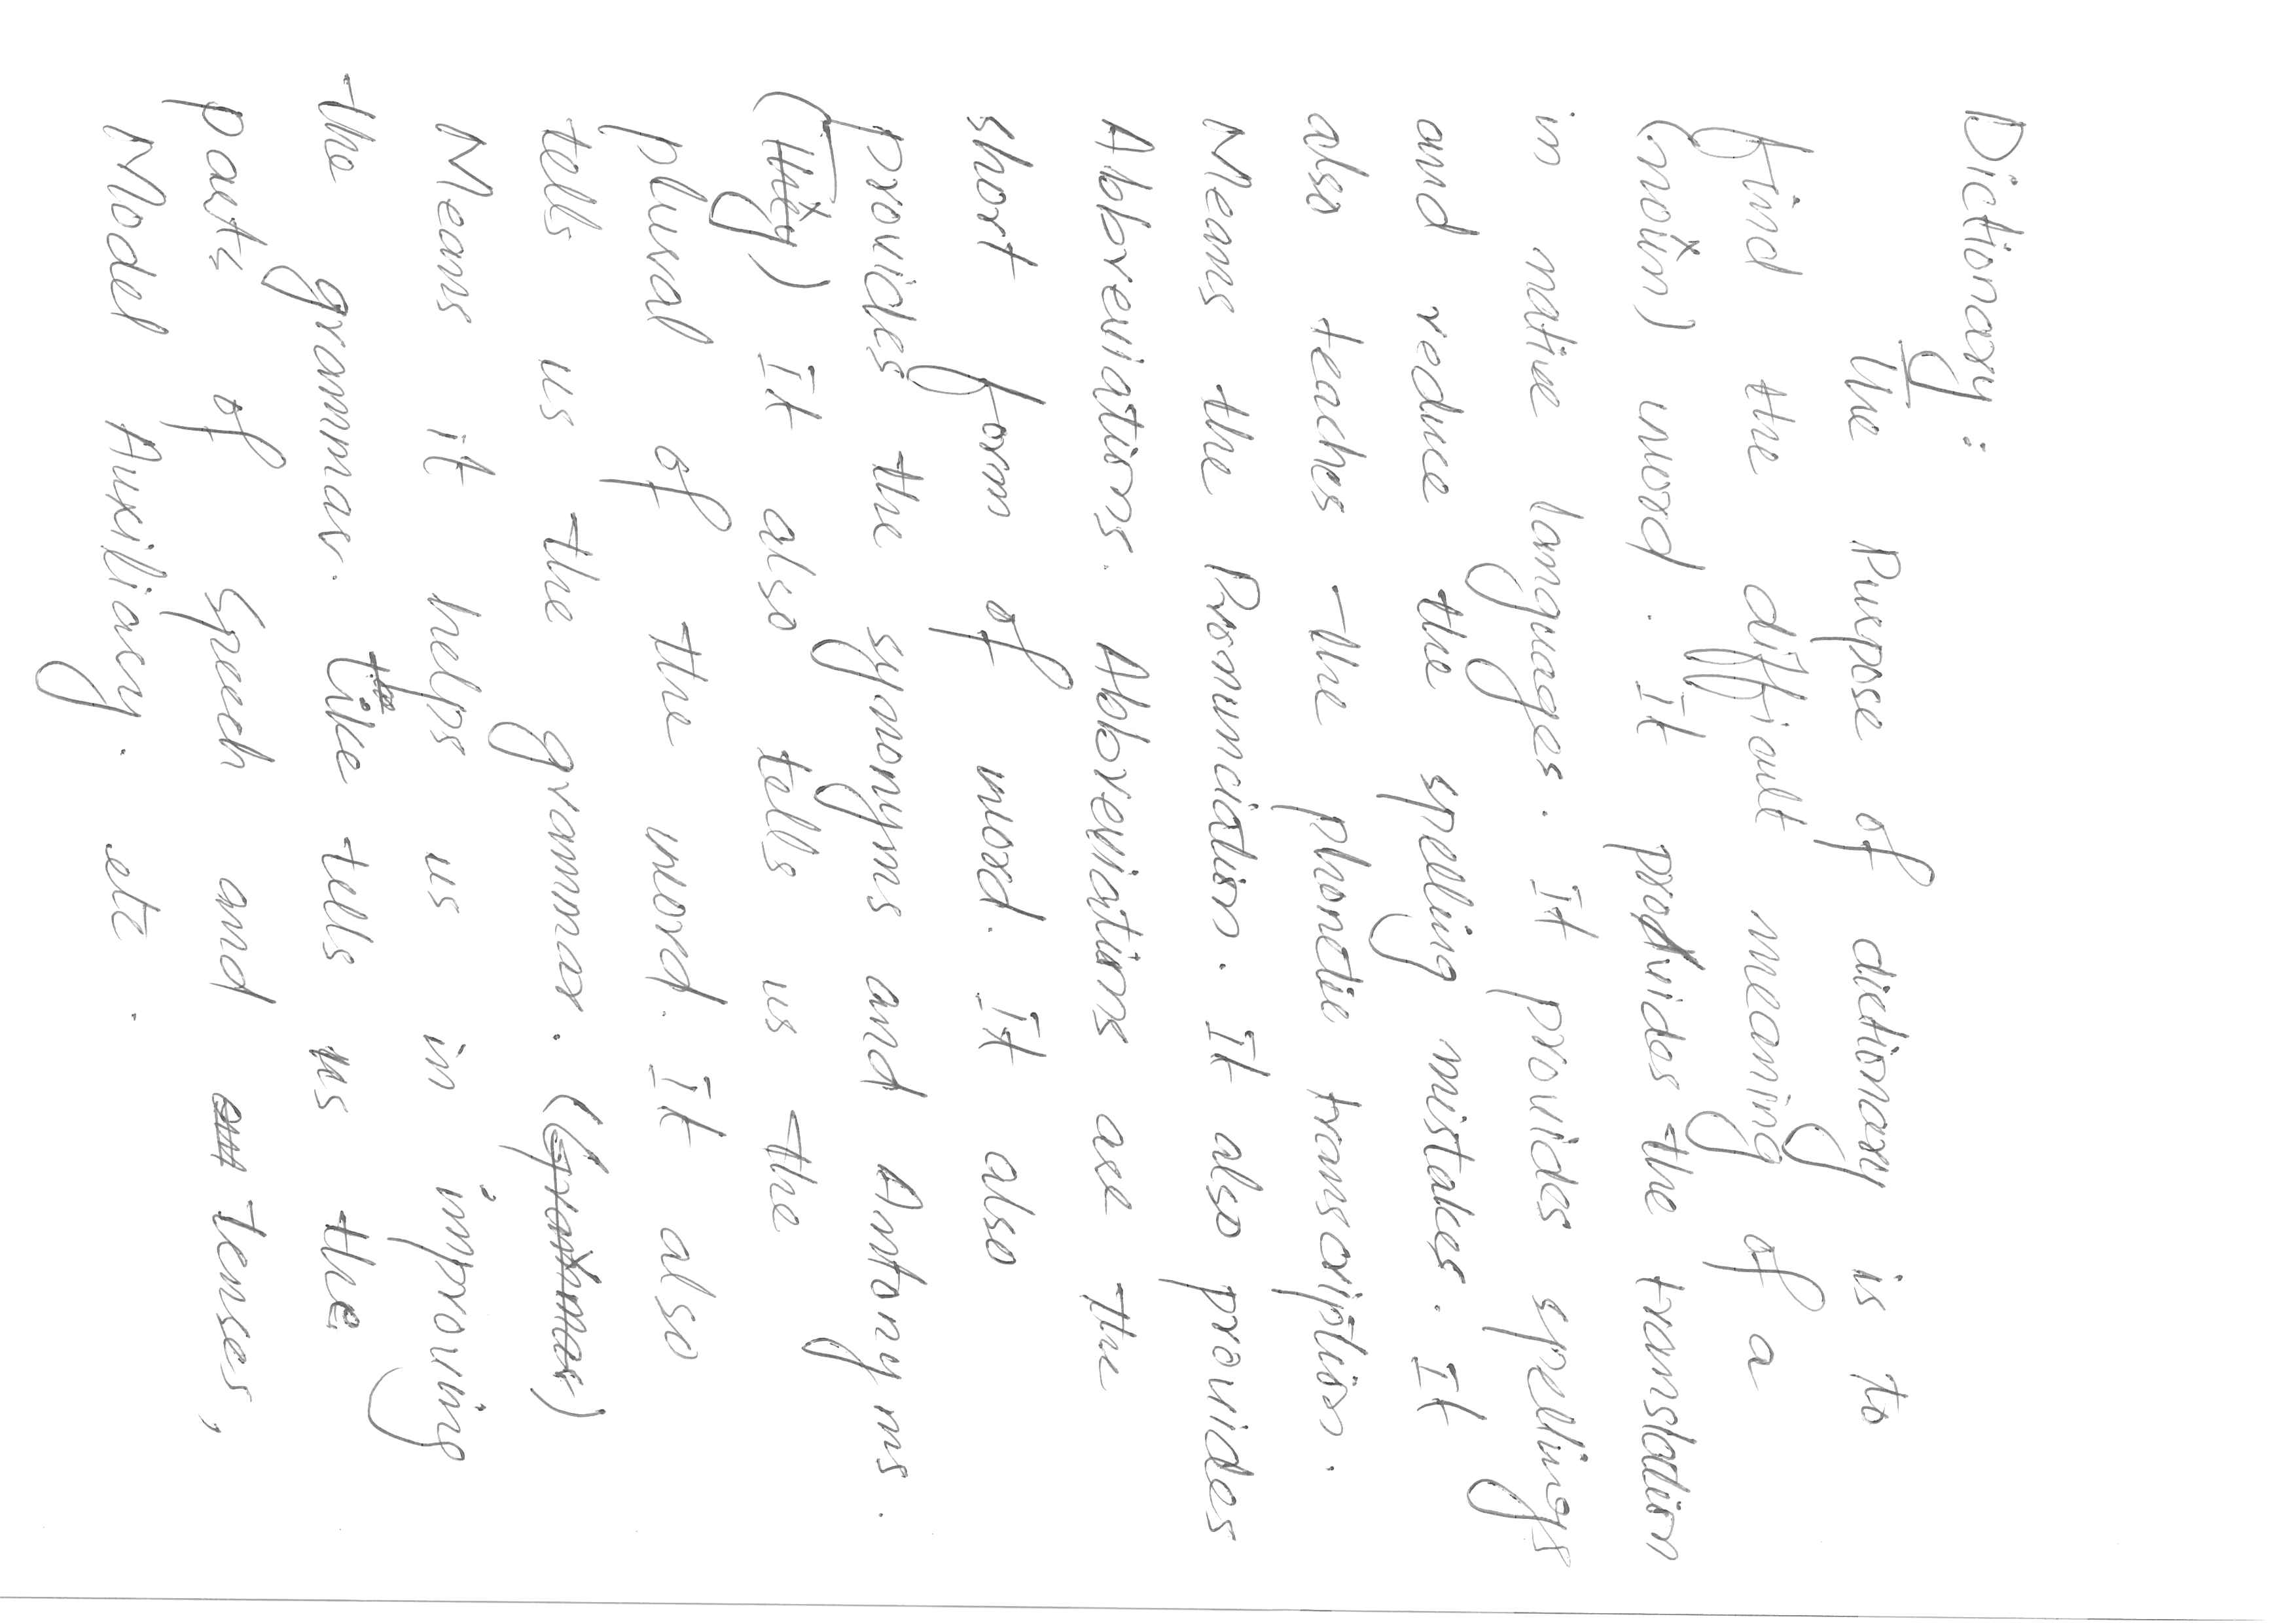 Dictionary :
The Purpose of dictionary is to
find the difficult meaning of a
(noun) word . It provides the translation
in native languages. It provides spellings
and reduce the spelling mistakes. It
also teaches the phonetic transcription.
Means the Pronunciation. It also provides
Abbreviations. Abbreviations are the
short form of word. It also
provides the synonyms and Antonyms.
(they) It also tells us the
plural of the word. It also
tells us the grammar. (Grammar)
Means it helps us in improving
the grammar. Like tells us the
parts of Speech and tenses,
Model Auxiliary. etc .